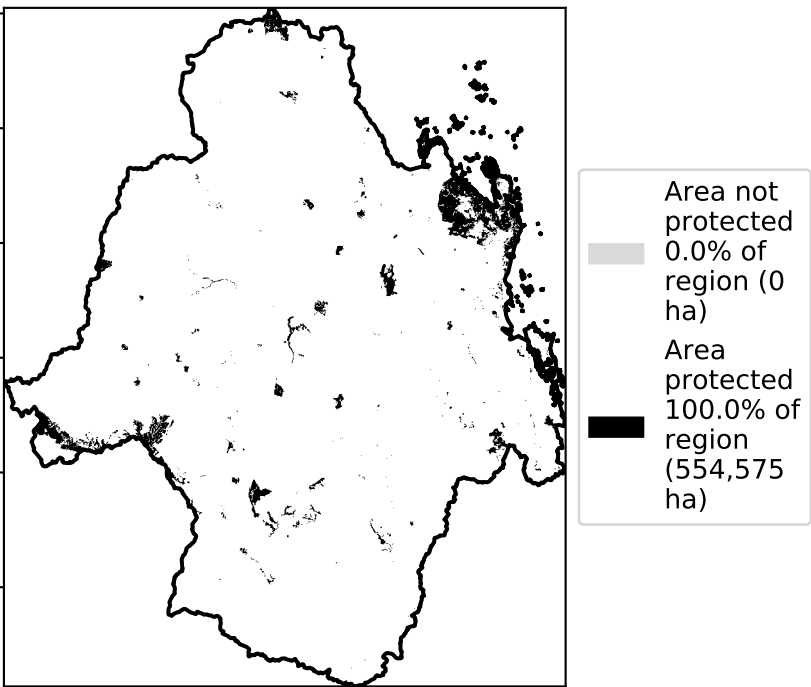 Area not
protected
0.0% of
region (0
ha)
Area
protected
100.0% of
region
(554,575
ha)